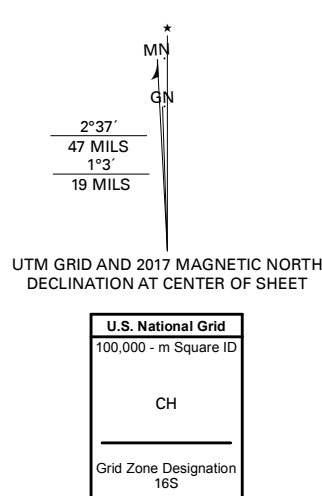 MN
GN
2°37´
47 MILS
1°3´
19 MILS
UTM GRID AND 2017 MAGNETIC NORTH
DECLINATION AT CENTER OF SHEET
U.S. National Grid
100,000 - m Square ID
CH
Grid Zone Designation
16S